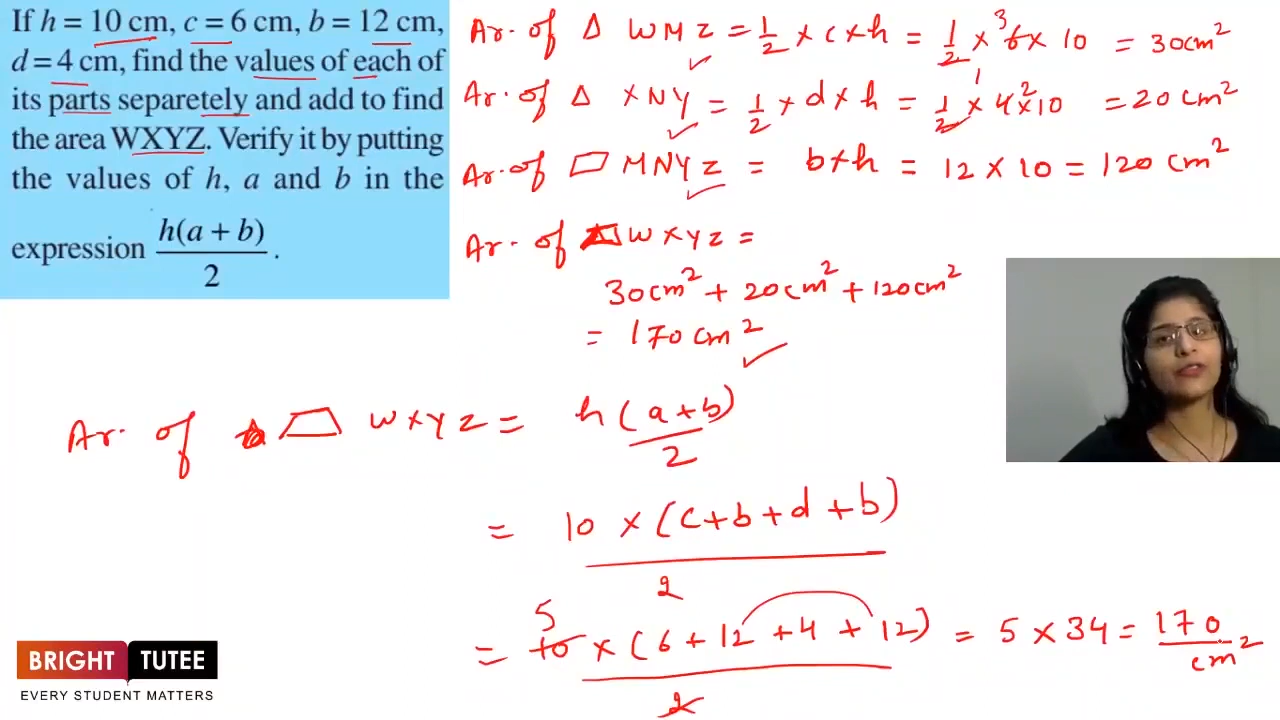 If h = 10 cm, c = 6 cm, b = 12 cm,
d = 4 cm, find the values of each of
its parts separetely and add to find
the area WXYZ. Verify it by putting
the values of h, a and b in the
expression h(a + b)/2 .
Ar. of Δ WMZ = 1/2 × c × h = 1/2 × 6 3 × 10 = 30cm²
1
Ar. of Δ XNY = 1/2 × d × h = 1/2 × 4 2 × 10 = 20 cm²
Ar. of ▱ MNYZ = b × h = 12 × 10 = 120 cm²
Ar. of WXYZ =
30cm² + 20cm² + 120cm²
= 170 cm²
Ar. of WXYZ = h(a+b)/2
= 10 × (c+b+d+b)/2
= 10 5 × (6 + 12 + 4 + 12)/2 = 5 × 34 = 170 cm²
BRIGHT TUTEE
EVERY STUDENT MATTERS